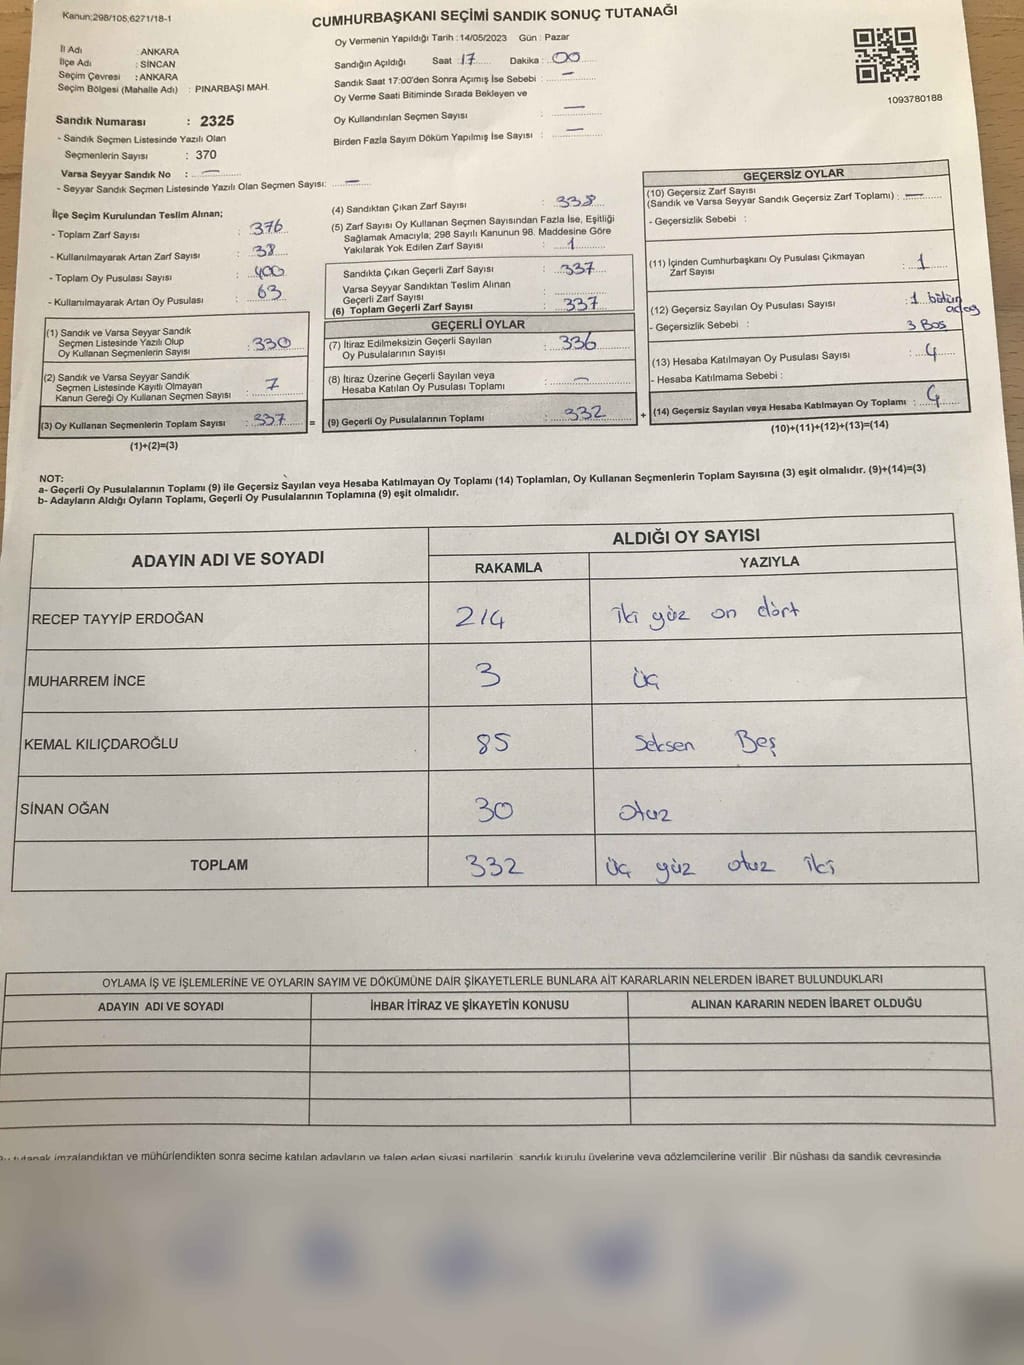 Kanun:298/105,6271/18-1
CUMHURBAŞKANI SEÇİMİ SANDIK SONUÇ TUTANAĞI
Oy Vermenin Yapıldığı Tarih : 14/05/2023 Gün : Pazar
İl Adı : ANKARA
İlçe Adı : SİNCAN
Seçim Çevresi : ANKARA
Seçim Bölgesi (Mahalle Adı) : PINARBAŞI MAH.
Sandığın Açıldığı Saat : 17 Dakika : 00
Sandık Saat 17:00'den Sonra Açımış İse Sebebi : —
Oy Verme Saati Bitiminde Sırada Bekleyen ve
Oy Kullandırılan Seçmen Sayısı : —
Birden Fazla Sayım Döküm Yapılmış İse Sayısı : —
1093780188
Sandık Numarası : 2325
- Sandık Seçmen Listesinde Yazılı Olan
Seçmenlerin Sayısı : 370
Varsa Seyyar Sandık No : —
- Seyyar Sandık Seçmen Listesinde Yazılı Olan Seçmen Sayısı: —
İlçe Seçim Kurulundan Teslim Alınan;
- Toplam Zarf Sayısı : 376
- Kullanılmayarak Artan Zarf Sayısı : 38
- Toplam Oy Pusulası Sayısı : 400
- Kullanılmayarak Artan Oy Pusulası : 63
(1) Sandık ve Varsa Seyyar Sandık
Seçmen Listesinde Yazılı Olup
Oy Kullanan Seçmenlerin Sayısı : 330
(2) Sandık ve Varsa Seyyar Sandık
Seçmen Listesinde Kayıtlı Olmayan
Kanun Gereği Oy Kullanan Seçmen Sayısı : 7
(3) Oy Kullanan Seçmenlerin Toplam Sayısı : 337 =
(1)+(2)=(3)
(4) Sandıktan Çıkan Zarf Sayısı : 338
(5) Zarf Sayısı Oy Kullanan Seçmen Sayısından Fazla İse, Eşitliği
Sağlamak Amacıyla; 298 Sayılı Kanunun 98. Maddesine Göre
Yakılarak Yok Edilen Zarf Sayısı : 1
Sandıkta Çıkan Geçerli Zarf Sayısı : 337
Varsa Seyyar Sandıktan Teslim Alınan
Geçerli Zarf Sayısı :
(6) Toplam Geçerli Zarf Sayısı : 337
GEÇERLİ OYLAR
(7) İtiraz Edilmeksizin Geçerli Sayılan
Oy Pusulalarının Sayısı : 336
(8) İtiraz Üzerine Geçerli Sayılan veya
Hesaba Katılan Oy Pusulası Toplamı : —
(9) Geçerli Oy Pusulalarının Toplamı : 332 +
GEÇERSİZ OYLAR
(10) Geçersiz Zarf Sayısı
(Sandık ve Varsa Seyyar Sandık Geçersiz Zarf Toplamı) : —
- Geçersizlik Sebebi :
(11) İçinden Cumhurbaşkanı Oy Pusulası Çıkmayan
Zarf Sayısı : 1
(12) Geçersiz Sayılan Oy Pusulası Sayısı : 1 bütün
- Geçersizlik Sebebi : 3 Boş
(13) Hesaba Katılmayan Oy Pusulası Sayısı : 4
- Hesaba Katılmama Sebebi :
(14) Geçersiz Sayılan veya Hesaba Katılmayan Oy Toplamı : 4
(10)+(11)+(12)+(13)=(14)
NOT:
a- Geçerli Oy Pusulalarının Toplamı (9) ile Geçersiz Sayılan veya Hesaba Katılmayan Oy Toplamı (14) Toplamları, Oy Kullanan Seçmenlerin Toplam Sayısına (3) eşit olmalıdır. (9)+(14)=(3)
b- Adayların Aldığı Oyların Toplamı, Geçerli Oy Pusulalarının Toplamına (9) eşit olmalıdır.
ADAYIN ADI VE SOYADI ALDIĞI OY SAYISI
RAKAMLA YAZIYLA
RECEP TAYYİP ERDOĞAN 214 iki yüz on dört
MUHARREM İNCE 3 üç
KEMAL KILIÇDAROĞLU 85 Seksen Beş
SİNAN OĞAN 30 otuz
TOPLAM 332 üç yüz otuz iki
OYLAMA İŞ VE İŞLEMLERİNE VE OYLARIN SAYIM VE DÖKÜMÜNE DAİR ŞİKAYETLERLE BUNLARA AİT KARARLARIN NELERDEN İBARET BULUNDUKLARI
ADAYIN ADI VE SOYADI İHBAR İTİRAZ VE ŞİKAYETİN KONUSU ALINAN KARARIN NEDEN İBARET OLDUĞU
tutanak imzalandıktan ve mühürlendikten sonra seçime katılan adayların ve talep eden siyasi partilerin sandık kurulu üyelerine veya gözlemcilerine verilir .Bir nüshası da sandık çevresinde